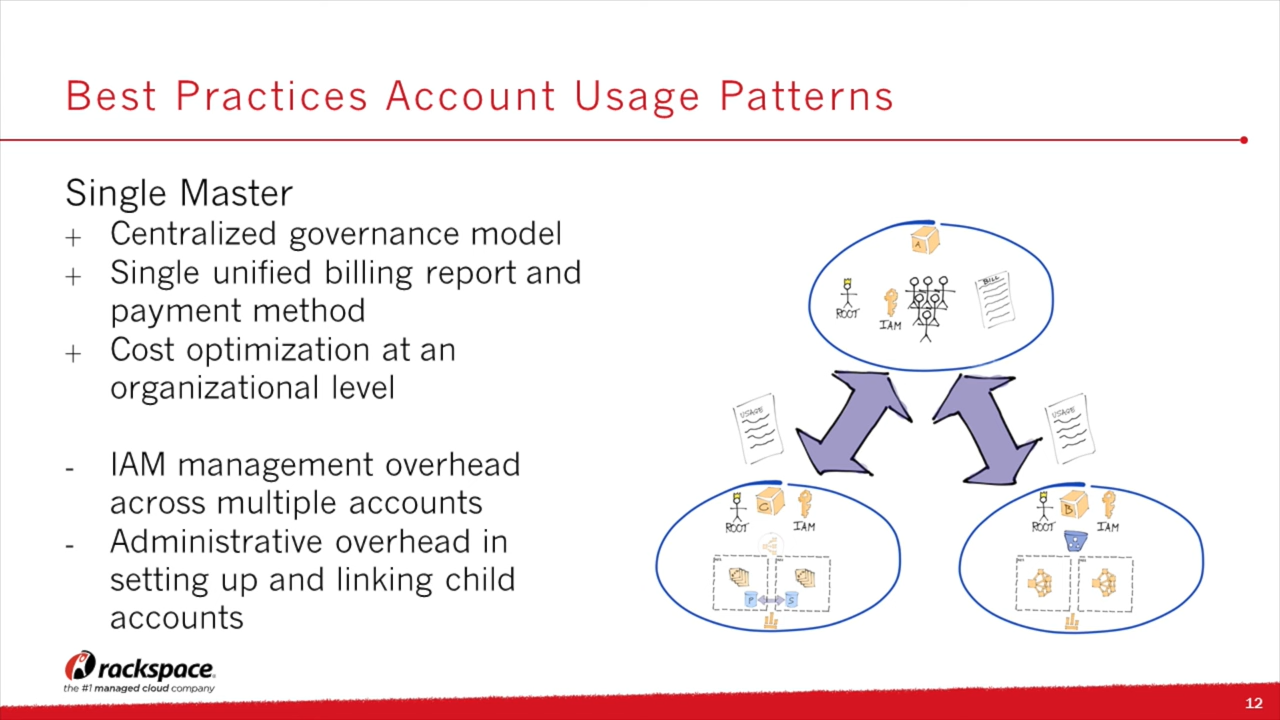 Best Practices Account Usage Patterns
Single Master
+ Centralized governance model
+ Single unified billing report and
payment method
+ Cost optimization at an
organizational level
- IAM management overhead
across multiple accounts
- Administrative overhead in
setting up and linking child
accounts
A
ROOT
IAM
BILL
USAGE
USAGE
C
ROOT
IAM
P
S
B
ROOT
IAM
rackspace.
the #1 managed cloud company
12